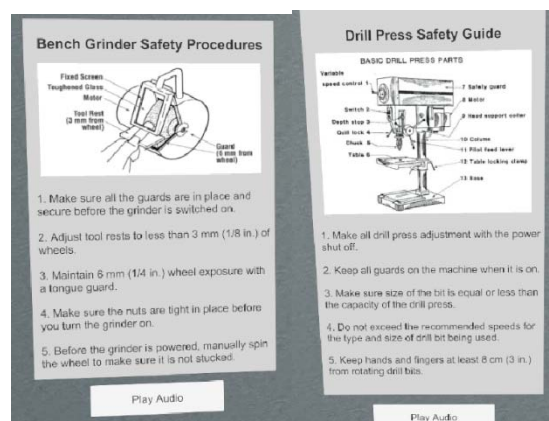 Bench Grinder Safety Procedures
Fixed Screen
Toughened Glass
Motor
Tool Rest
(3 mm from
wheel)
Guard
(6 mm from
wheel)
1. Make sure all the guards are in place and
secure before the grinder is switched on.
2. Adjust tool rests to less than 3 mm (1/8 in.) of
wheels.
3. Maintain 6 mm (1/4 in.) wheel exposure with
a tongue guard.
4. Make sure the nuts are tight in place before
you turn the grinder on.
5. Before the grinder is powered, manually spin
the wheel to make sure it is not stucked.
Play Audio
Drill Press Safety Guide
BASIC DRILL PRESS PARTS
Variable
speed control 1
Switch 2
Depth stop 3
Quill lock 4
Chuck 5
Table 6
7 Safety guard
8 Motor
9 Head support collar
10 Column
11 Pilot feed lever
12 Table locking clamp
13 Base
1. Make all drill press adjustment with the power
shut off.
2. Keep all guards on the machine when it is on.
3. Make sure size of the bit is equal or less than
the capacity of the drill press.
4. Do not exceed the recommended speeds for
the type and size of drill bit being used.
5. Keep hands and fingers at least 8 cm (3 in.)
from rotating drill bits.
Play Audio